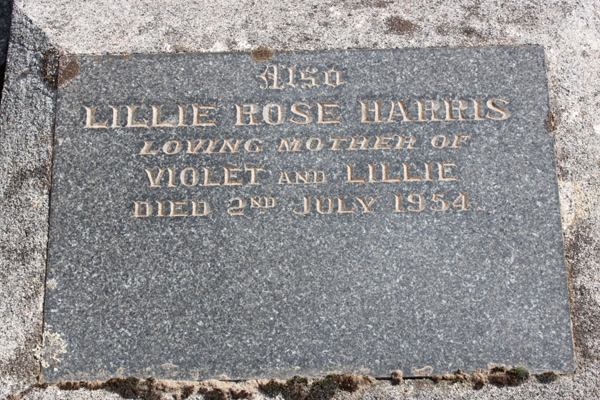 Also
LILLIE ROSE HARRIS
LOVING MOTHER OF
VIOLET AND LILLIE
DIED 2ND JULY 1954.